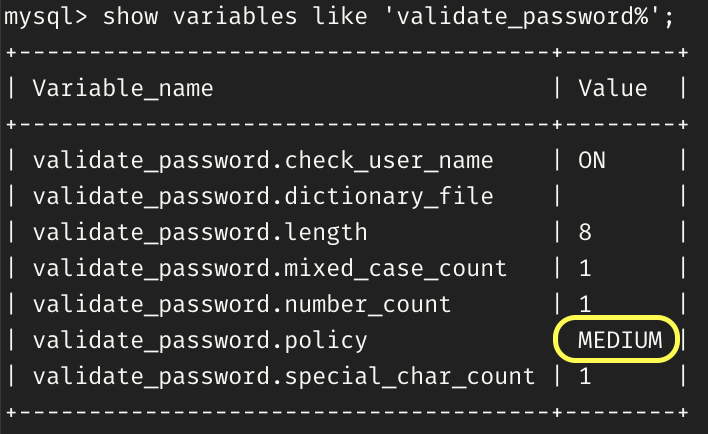 mysql> show variables like 'validate_password%';
+--------------------------------------+--------+
| Variable_name                        | Value  |
+--------------------------------------+--------+
| validate_password.check_user_name    | ON     |
| validate_password.dictionary_file    |        |
| validate_password.length             | 8      |
| validate_password.mixed_case_count   | 1      |
| validate_password.number_count       | 1      |
| validate_password.policy             | MEDIUM |
| validate_password.special_char_count | 1      |
+--------------------------------------+--------+